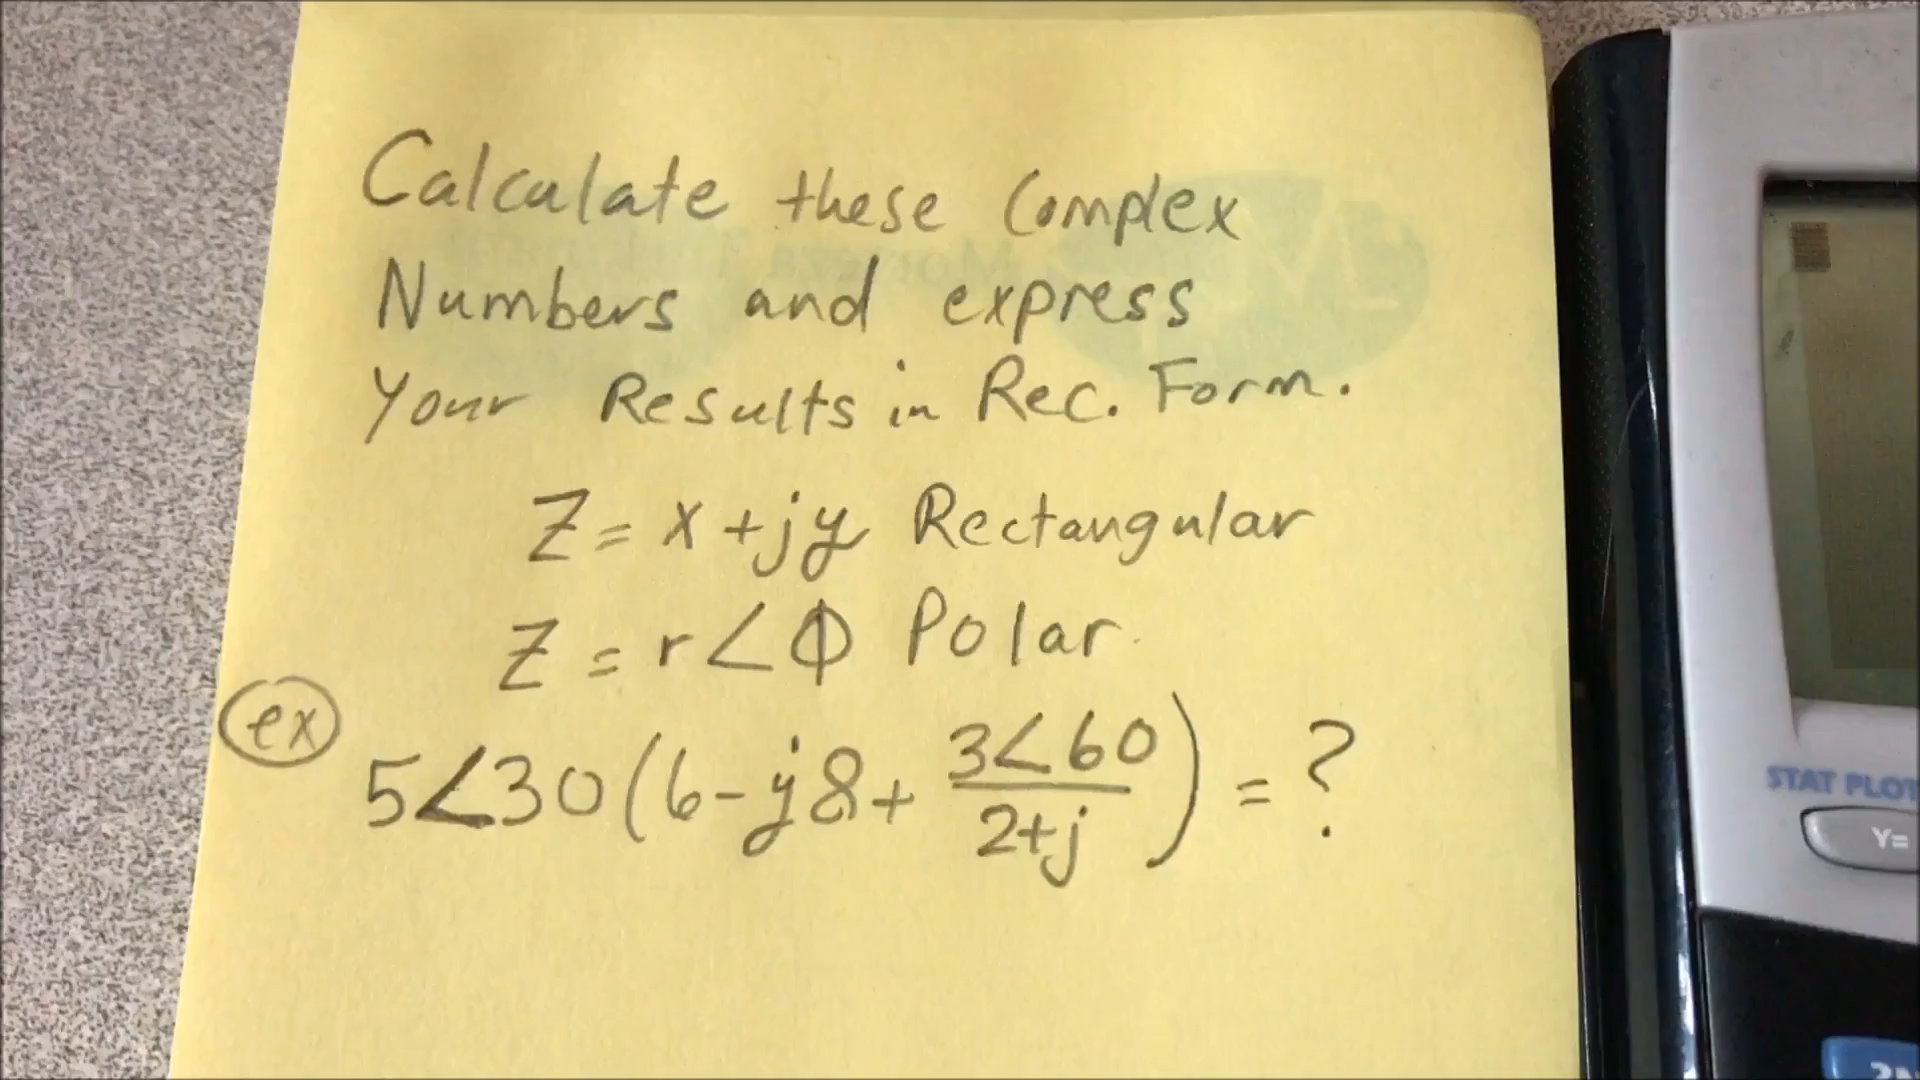 Calculate these Complex
Numbers and express
Your Results in Rec. Form.
Z = x + jy Rectangular
Z = r∠Φ Polar
ex 5∠30(6-j8+ 3∠60 / 2+j) = ?
STAT PLOT
Y=